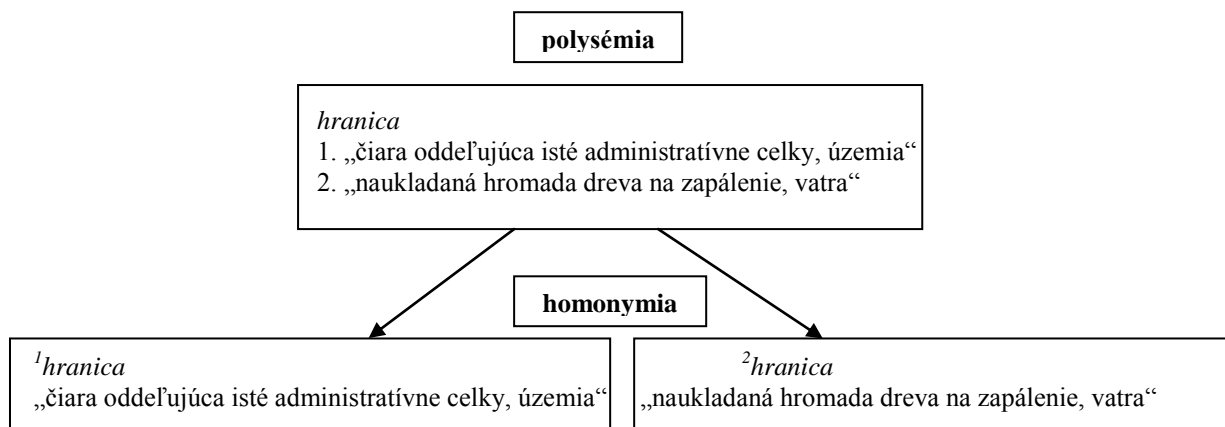 polysémia
hranica
1. „čiara oddeľujúca isté administratívne celky, územia“
2. „naukladaná hromada dreva na zapálenie, vatra“
homonymia
¹hranica
„čiara oddeľujúca isté administratívne celky, územia“
²hranica
„naukladaná hromada dreva na zapálenie, vatra“